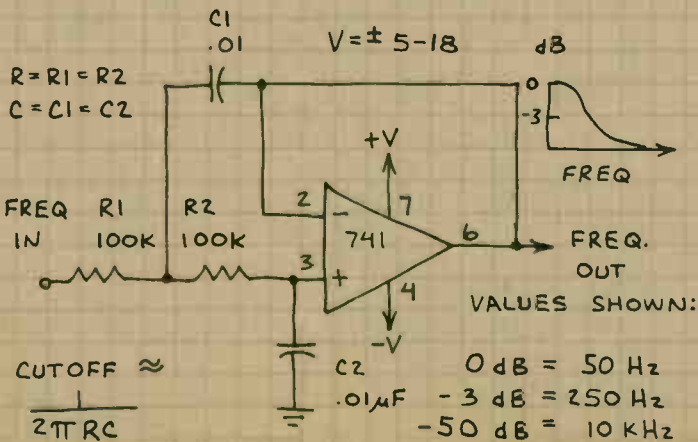 C1
.01
V=± 5-18
dB
R=R1=R2
C=C1=C2
0
-3
FREQ
+V
FREQ IN
R1 100K
R2 100K
2
-
7
741
6
3
+
4
-V
FREQ. OUT
VALUES SHOWN:
CUTOFF ≈
1
2πRC
C2
.01µF
0 dB = 50 Hz
-3 dB = 250 Hz
-50 dB = 10 KHz